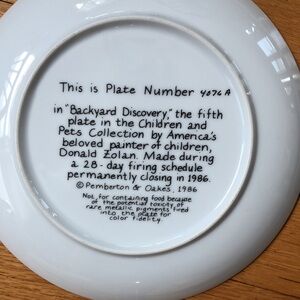 This is Plate Number 4076 A
in "Backyard Discovery," the fifth
plate in the Children and
Pets Collection by America's
beloved painter of children,
Donald Zolan. Made during
a 28-day firing schedule
permanently closing in 1986.
© Pemberton & Oakes, 1986
Not for containing food because
of the potential toxicity of
rare metallic pigments fired
into the plate for
color fidelity.